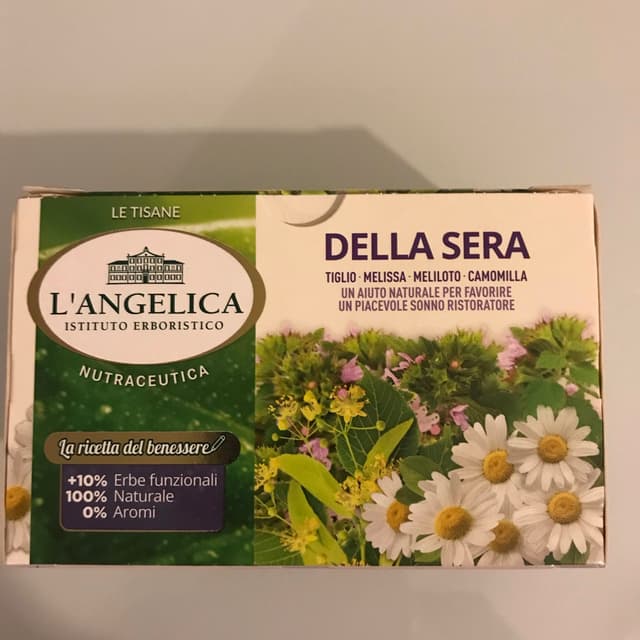 LE TISANE
L'ANGELICA
ISTITUTO ERBORISTICO
NUTRACEUTICA
La ricetta del benessere
+10% Erbe funzionali
100% Naturale
0% Aromi
DELLA SERA
TIGLIO · MELISSA · MELILOTO · CAMOMILLA
UN AIUTO NATURALE PER FAVORIRE
UN PIACEVOLE SONNO RISTORATORE